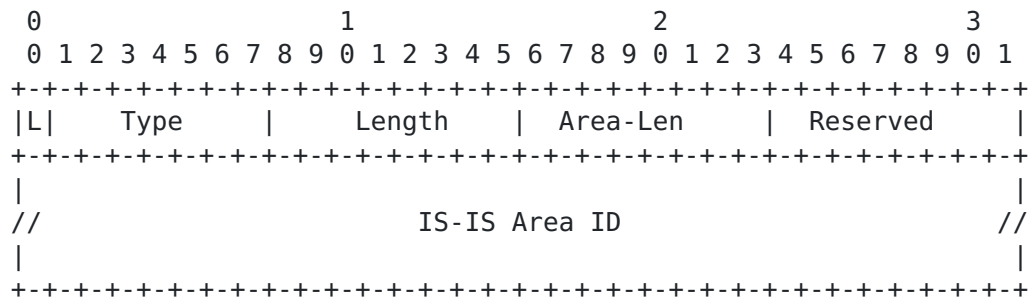 0                   1                   2                   3
 0 1 2 3 4 5 6 7 8 9 0 1 2 3 4 5 6 7 8 9 0 1 2 3 4 5 6 7 8 9 0 1
+-+-+-+-+-+-+-+-+-+-+-+-+-+-+-+-+-+-+-+-+-+-+-+-+-+-+-+-+-+-+-+-+
|L|    Type     |     Length    |  Area-Len     |  Reserved     |
+-+-+-+-+-+-+-+-+-+-+-+-+-+-+-+-+-+-+-+-+-+-+-+-+-+-+-+-+-+-+-+-+
|                                                               |
//                        IS-IS Area ID                        //
|                                                               |
+-+-+-+-+-+-+-+-+-+-+-+-+-+-+-+-+-+-+-+-+-+-+-+-+-+-+-+-+-+-+-+-+